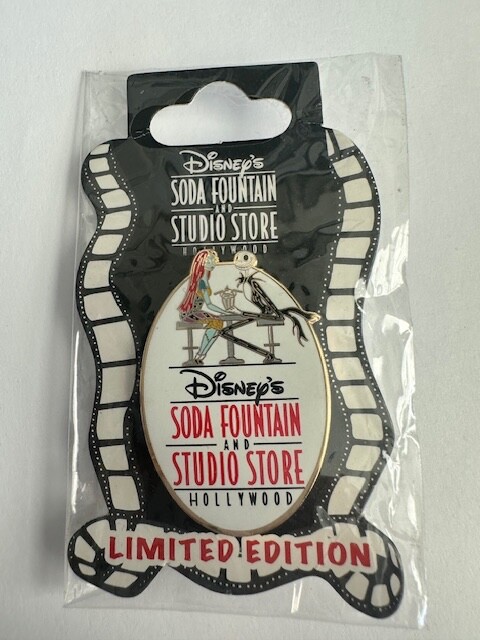 Disney's
SODA FOUNTAIN
AND
STUDIO STORE
HOLLYWOOD
Disney's
SODA FOUNTAIN
AND
STUDIO STORE
HOLLYWOOD
LIMITED EDITION